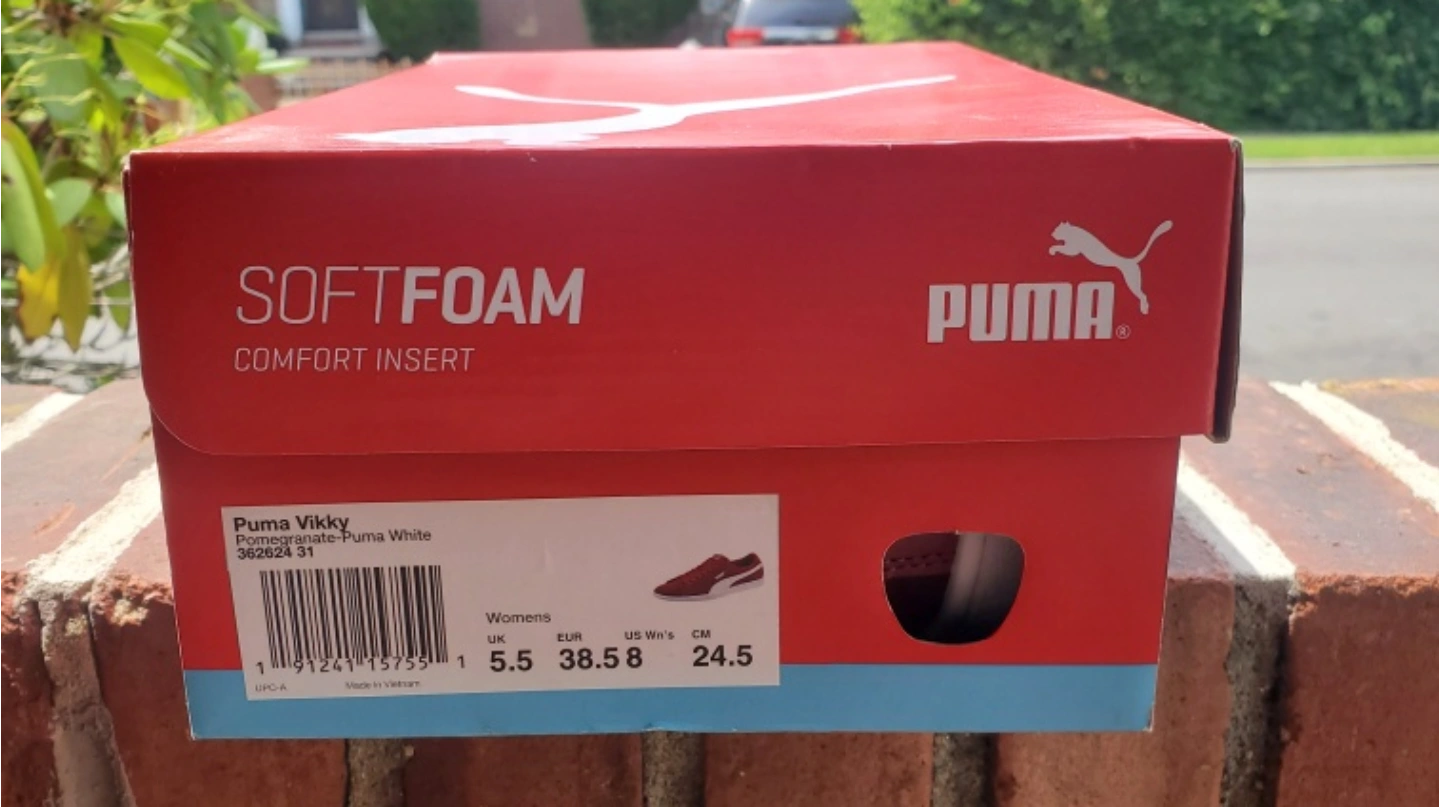 SOFTFOAM
COMFORT INSERT
PUMA®
Puma Vikky
Pomegranate-Puma White
362624 31
1 91241 15755 1
UPC-A
Made in Vietnam
Womens
UK EUR US Wn's CM
5.5 38.5 8 24.5